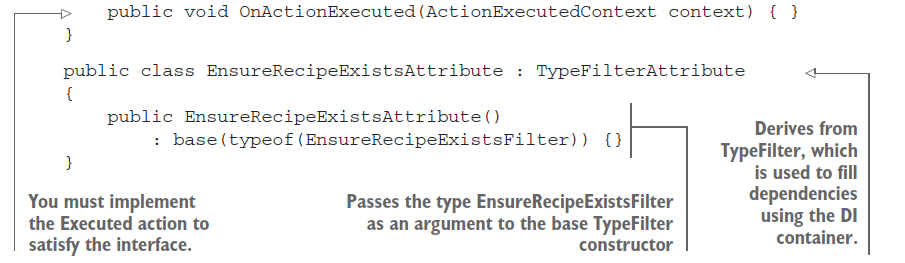 public void OnActionExecuted(ActionExecutedContext context) { }
}
public class EnsureRecipeExistsAttribute : TypeFilterAttribute
{
public EnsureRecipeExistsAttribute()
: base(typeof(EnsureRecipeExistsFilter)) {}
}
You must implement
the Executed action to
satisfy the interface.
Passes the type EnsureRecipeExistsFilter
as an argument to the base TypeFilter
constructor
Derives from
TypeFilter, which
is used to fill
dependencies
using the DI
container.